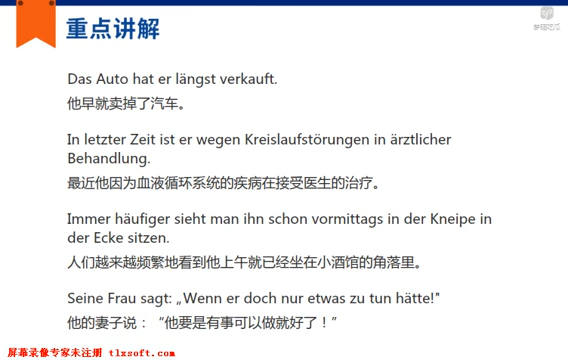 重点讲解
Das Auto hat er längst verkauft.
他早就卖掉了汽车。
In letzter Zeit ist er wegen Kreislaufstörungen in ärztlicher
Behandlung.
最近他因为血液循环系统的疾病在接受医生的治疗。
Immer häufiger sieht man ihn schon vormittags in der Kneipe in
der Ecke sitzen.
人们越来越频繁地看到他上午就已经坐在小酒馆的角落里。
Seine Frau sagt: „Wenn er doch nur etwas zu tun hätte!"
他的妻子说：“他要是有事可以做就好了！”
屏幕录像专家未注册 tlxsoft.com